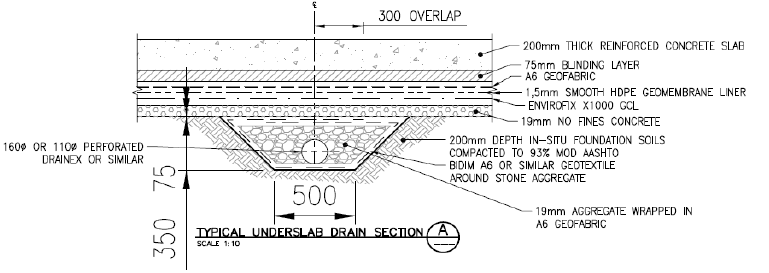 ℄
300 OVERLAP
200mm THICK REINFORCED CONCRETE SLAB
75mm BLINDING LAYER
A6 GEOFABRIC
1,5mm SMOOTH HDPE GEOMEMBRANE LINER
ENVIROFIX X1000 GCL
19mm NO FINES CONCRETE
160Ø OR 110Ø PERFORATED
DRAINEX OR SIMILAR
200mm DEPTH IN-SITU FOUNDATION SOILS
COMPACTED TO 93% MOD AASHTO
BIDIM A6 OR SIMILAR GEOTEXTILE
AROUND STONE AGGREGATE
75
500
19mm AGGREGATE WRAPPED IN
A6 GEOFABRIC
350
TYPICAL UNDERSLAB DRAIN SECTION A
SCALE 1:10